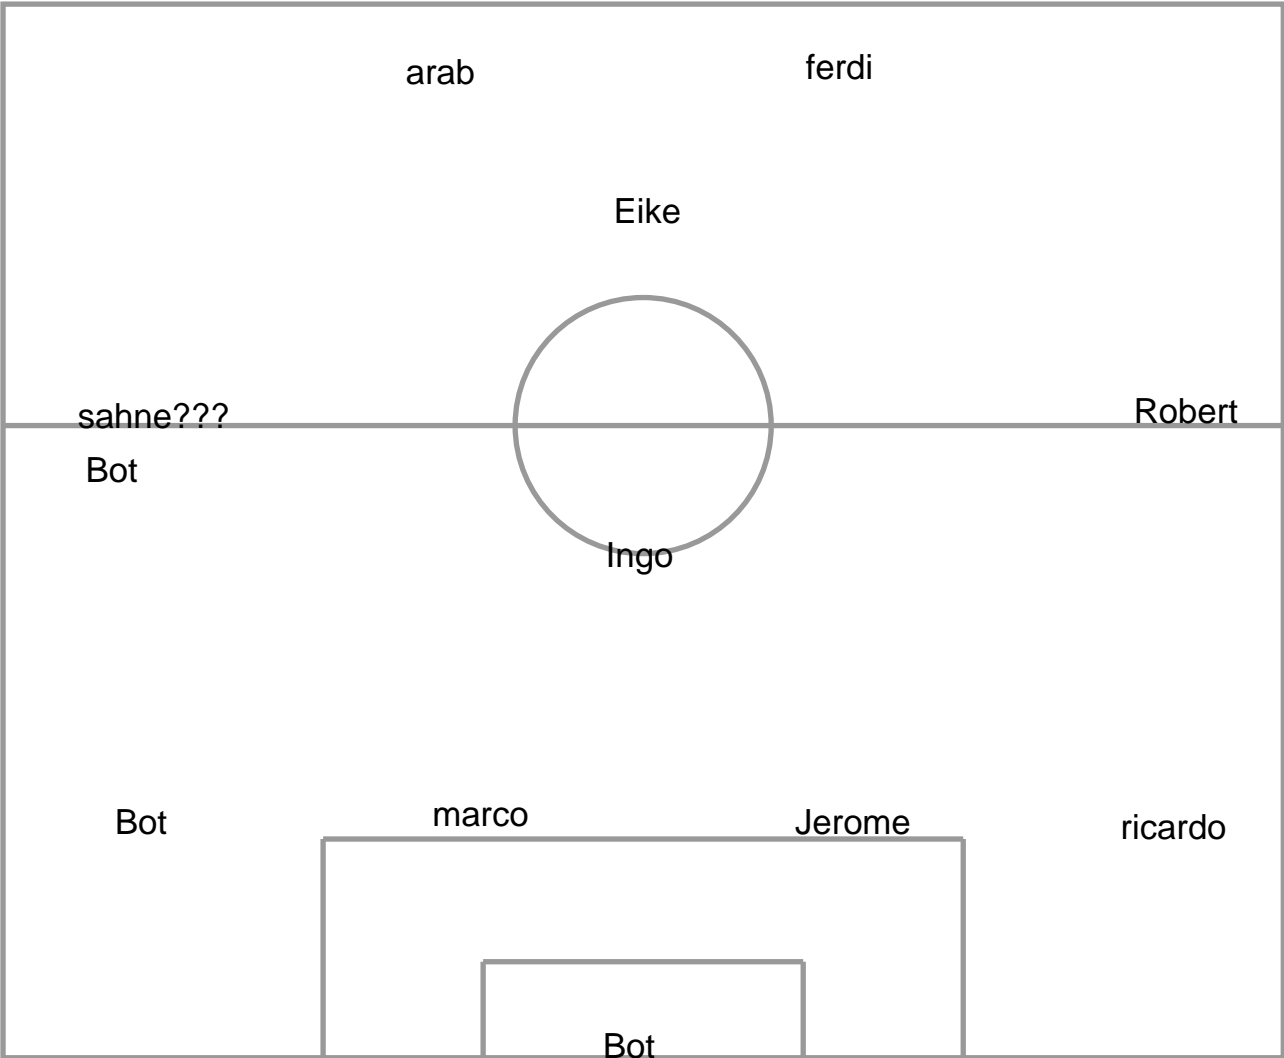 arab
ferdi
Eike
sahne???
Robert
Bot
Ingo
Bot
marco
Jerome
ricardo
Bot